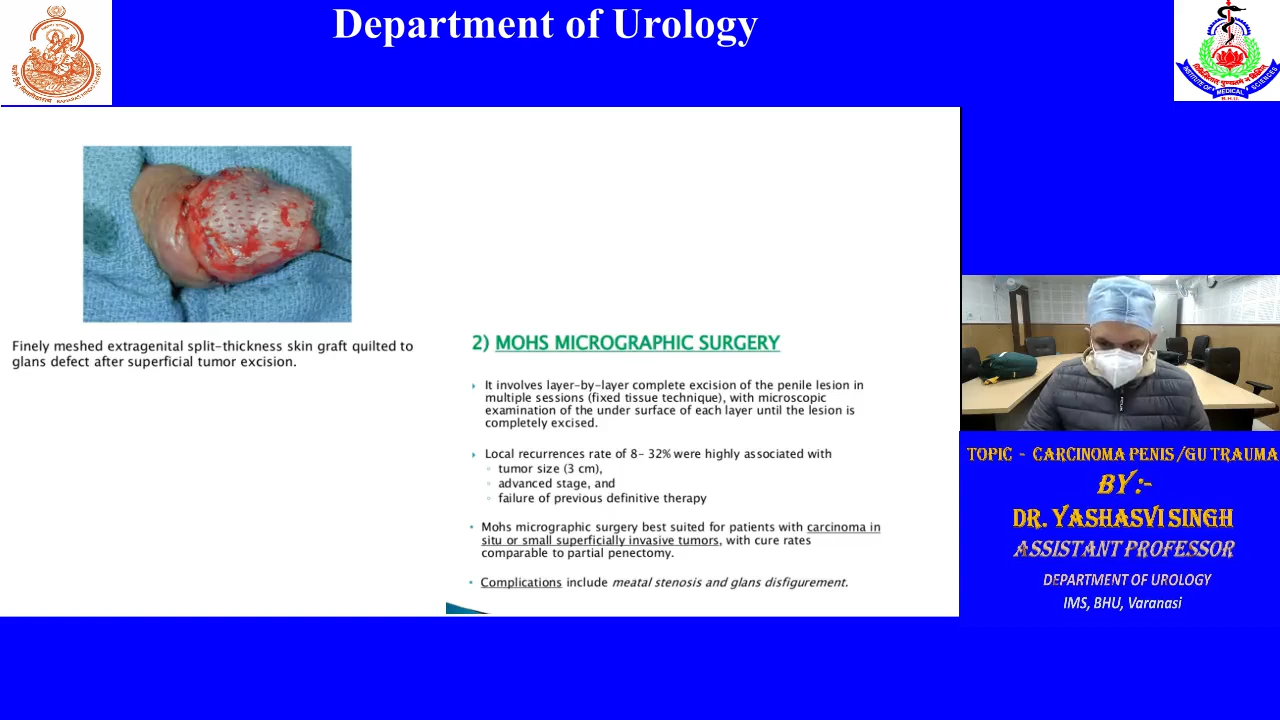 Department of Urology
INSTITUTE OF MEDICAL SCIENCES
B.H.U.
Finely meshed extragenital split-thickness skin graft quilted to
glans defect after superficial tumor excision.
2) MOHS MICROGRAPHIC SURGERY
It involves layer-by-layer complete excision of the penile lesion in
multiple sessions (fixed tissue technique), with microscopic
examination of the under surface of each layer until the lesion is
completely excised.
Local recurrences rate of 8- 32% were highly associated with
tumor size (3 cm),
advanced stage, and
failure of previous definitive therapy
Mohs micrographic surgery best suited for patients with carcinoma in
situ or small superficially invasive tumors, with cure rates
comparable to partial penectomy.
Complications include meatal stenosis and glans disfigurement.
TOPIC - CARCINOMA PENIS /GU TRAUMA
BY :-
DR. YASHASVI SINGH
ASSISTANT PROFESSOR
DEPARTMENT OF UROLOGY
IMS, BHU, Varanasi